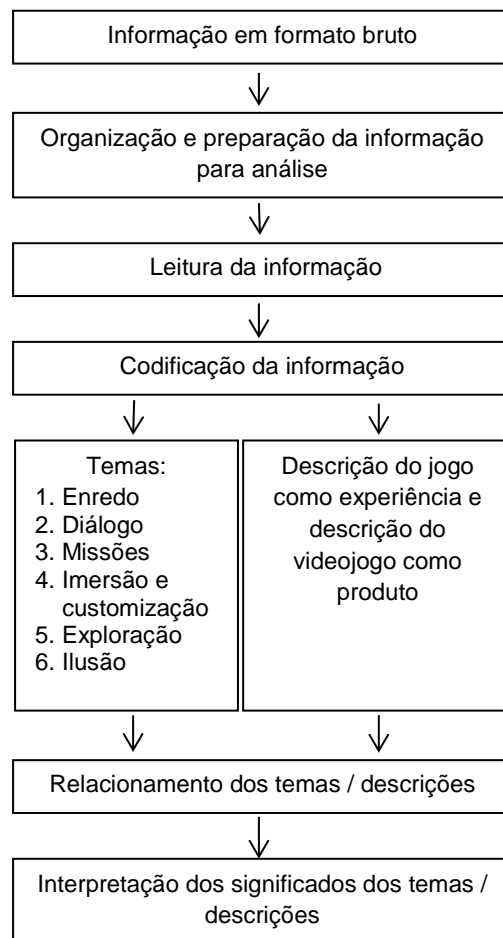 Informação em formato bruto
Organização e preparação da informação
para análise
Leitura da informação
Codificação da informação
Temas:
1. Enredo
2. Diálogo
3. Missões
4. Imersão e
customização
5. Exploração
6. Ilusão
Descrição do jogo
como experiência e
descrição do
videojogo como
produto
Relacionamento dos temas / descrições
Interpretação dos significados dos temas /
descrições